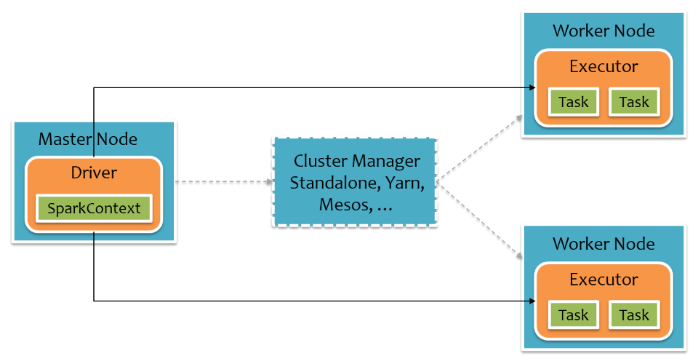 Master Node
Driver
SparkContext
Cluster Manager
Standalone, Yarn,
Mesos, ...
Worker Node
Executor
Task Task
Worker Node
Executor
Task Task